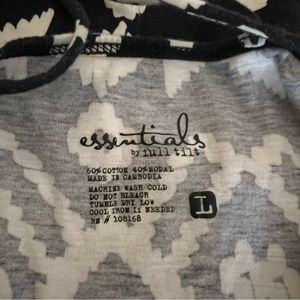 essentials
by full tilt
60% COTTON 40% MODAL
MADE IN CAMBODIA
MACHINE WASH COLD
DO NOT BLEACH
TUMBLE DRY LOW
COOL IRON IF NEEDED
RN # 108168
L